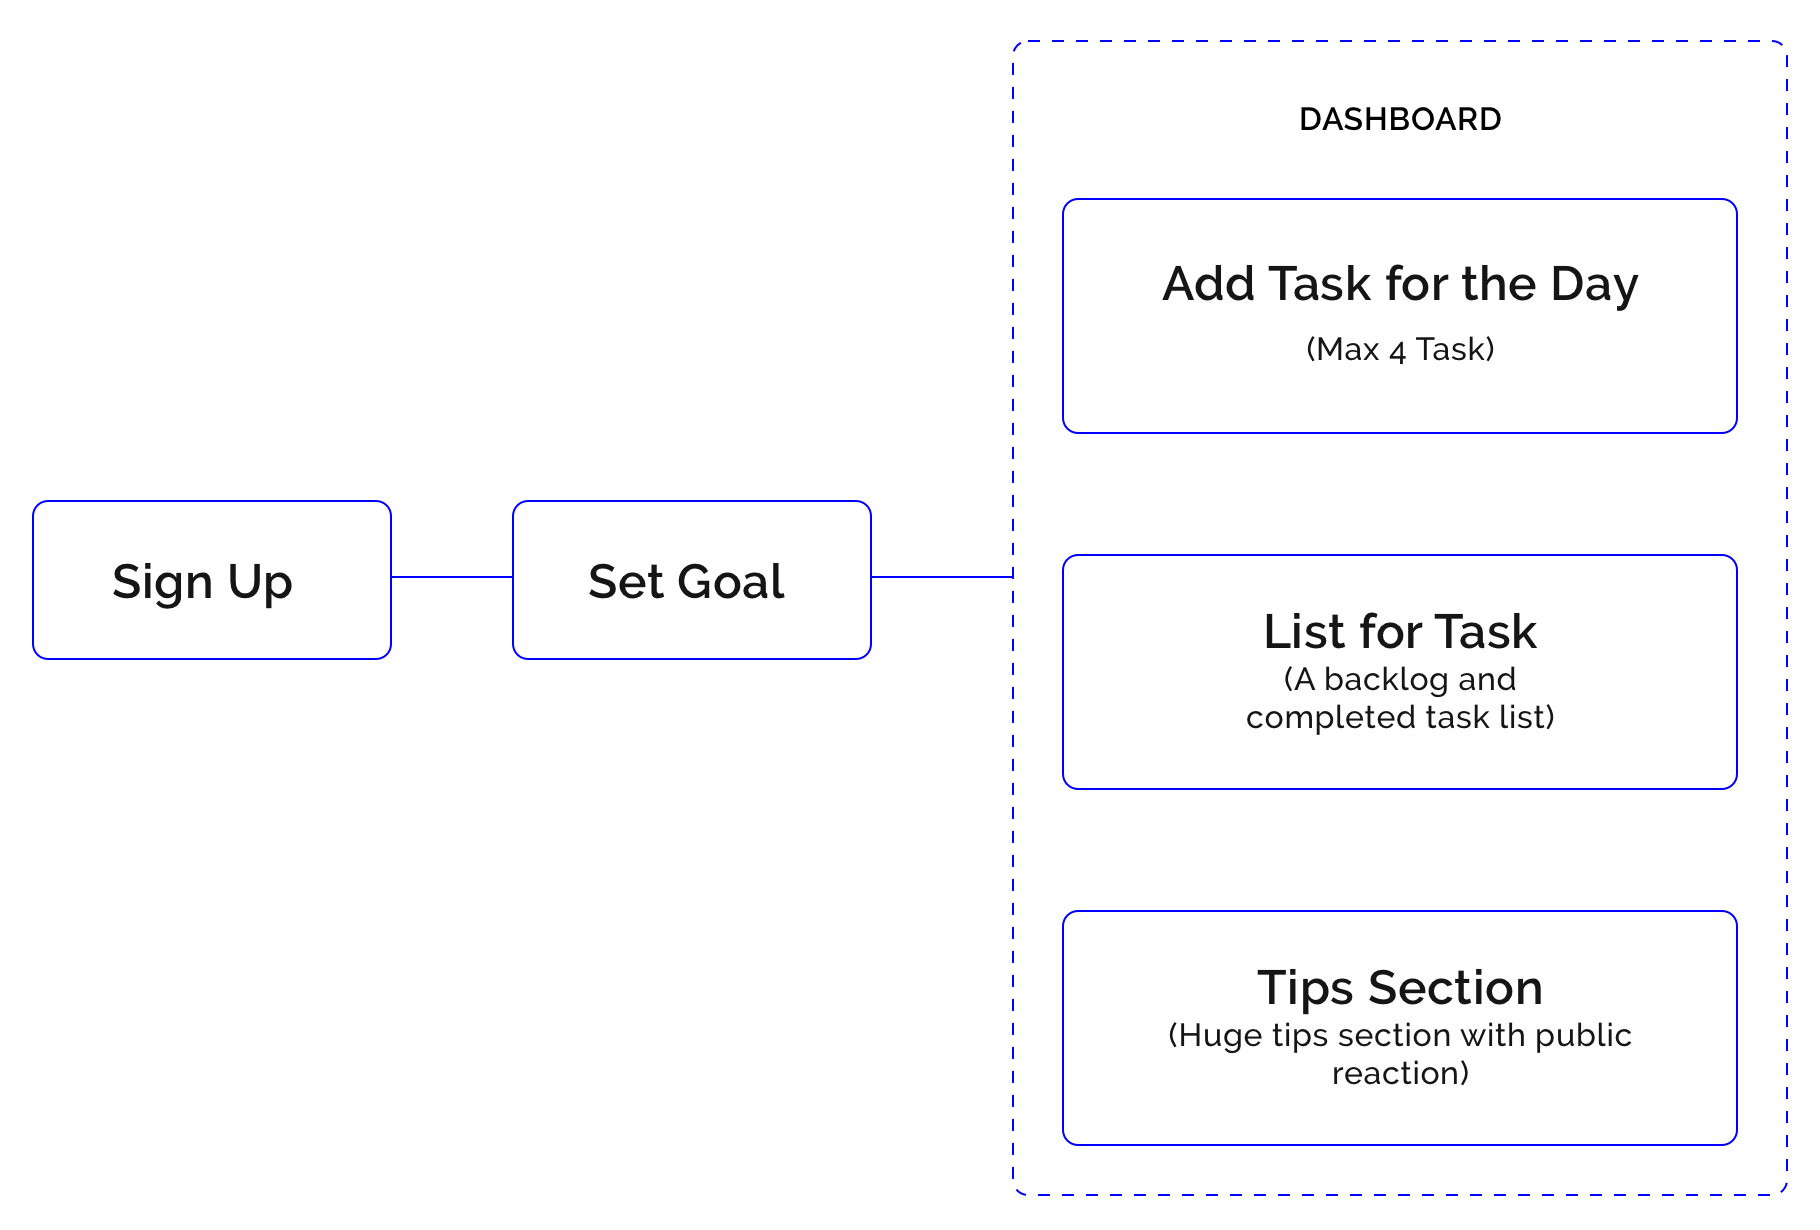 Sign Up
Set Goal
DASHBOARD
Add Task for the Day
(Max 4 Task)
List for Task
(A backlog and
completed task list)
Tips Section
(Huge tips section with public
reaction)